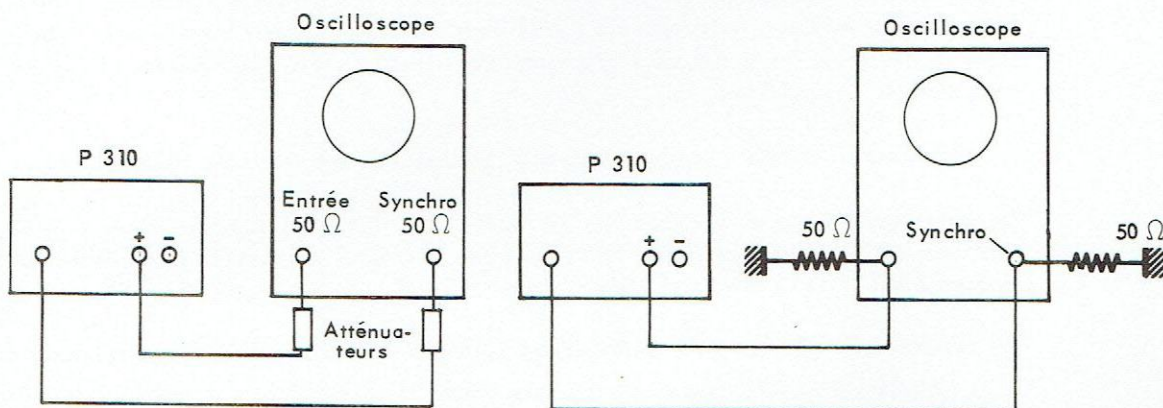 Oscilloscope
P 310
Entrée
50 Ω
Synchro
50 Ω
+ -
Atténua-
teurs
Oscilloscope
P 310
+ -
50 Ω
Synchro
50 Ω